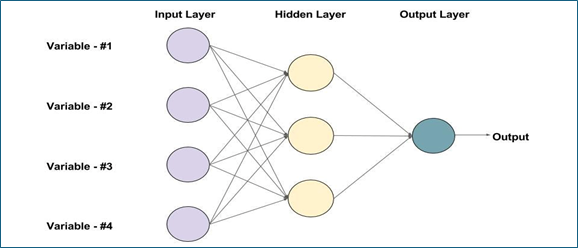 Input Layer Hidden Layer Output Layer
Variable - #1
Variable - #2
Output
Variable - #3
Variable - #4